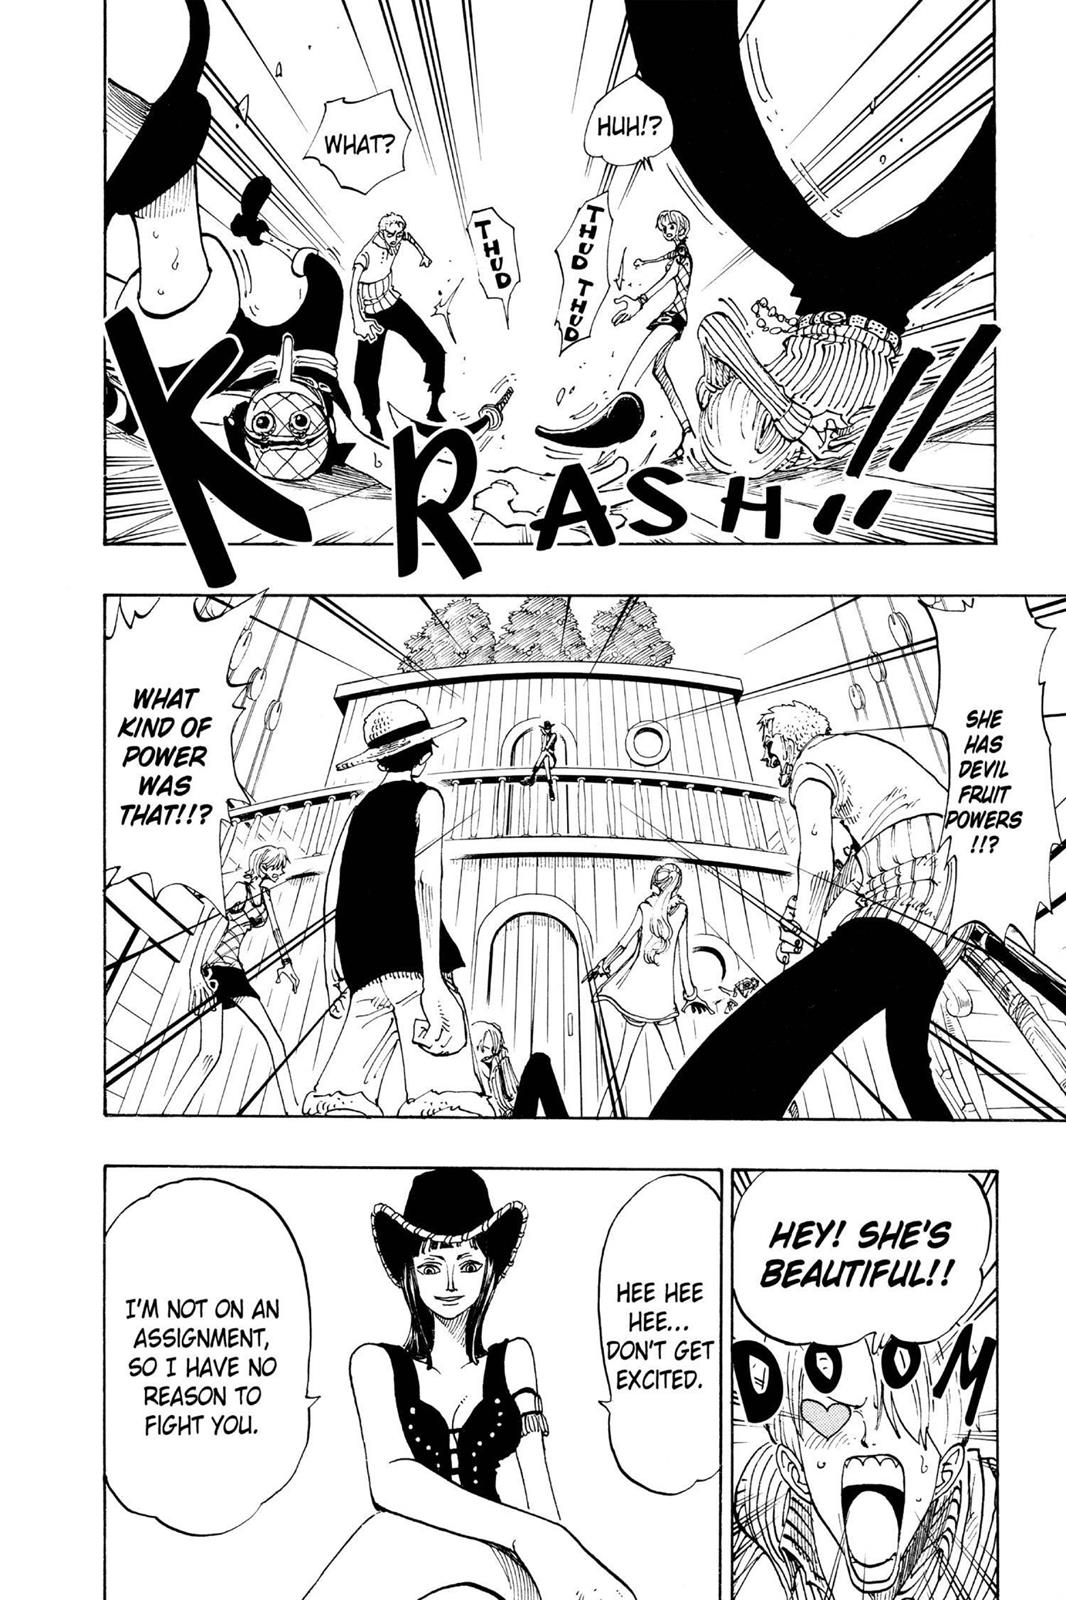 WHAT?
HUH!?
THUD
THUD THUD
KRASH!!
WHAT
KIND OF
POWER
WAS
THAT!!?
SHE
HAS
DEVIL
FRUIT
POWERS
!!?
I'M NOT ON AN
ASSIGNMENT,
SO I HAVE NO
REASON TO
FIGHT YOU.
HEE HEE
HEE...
DON'T GET
EXCITED.
HEY! SHE'S
BEAUTIFUL!!
DOOM